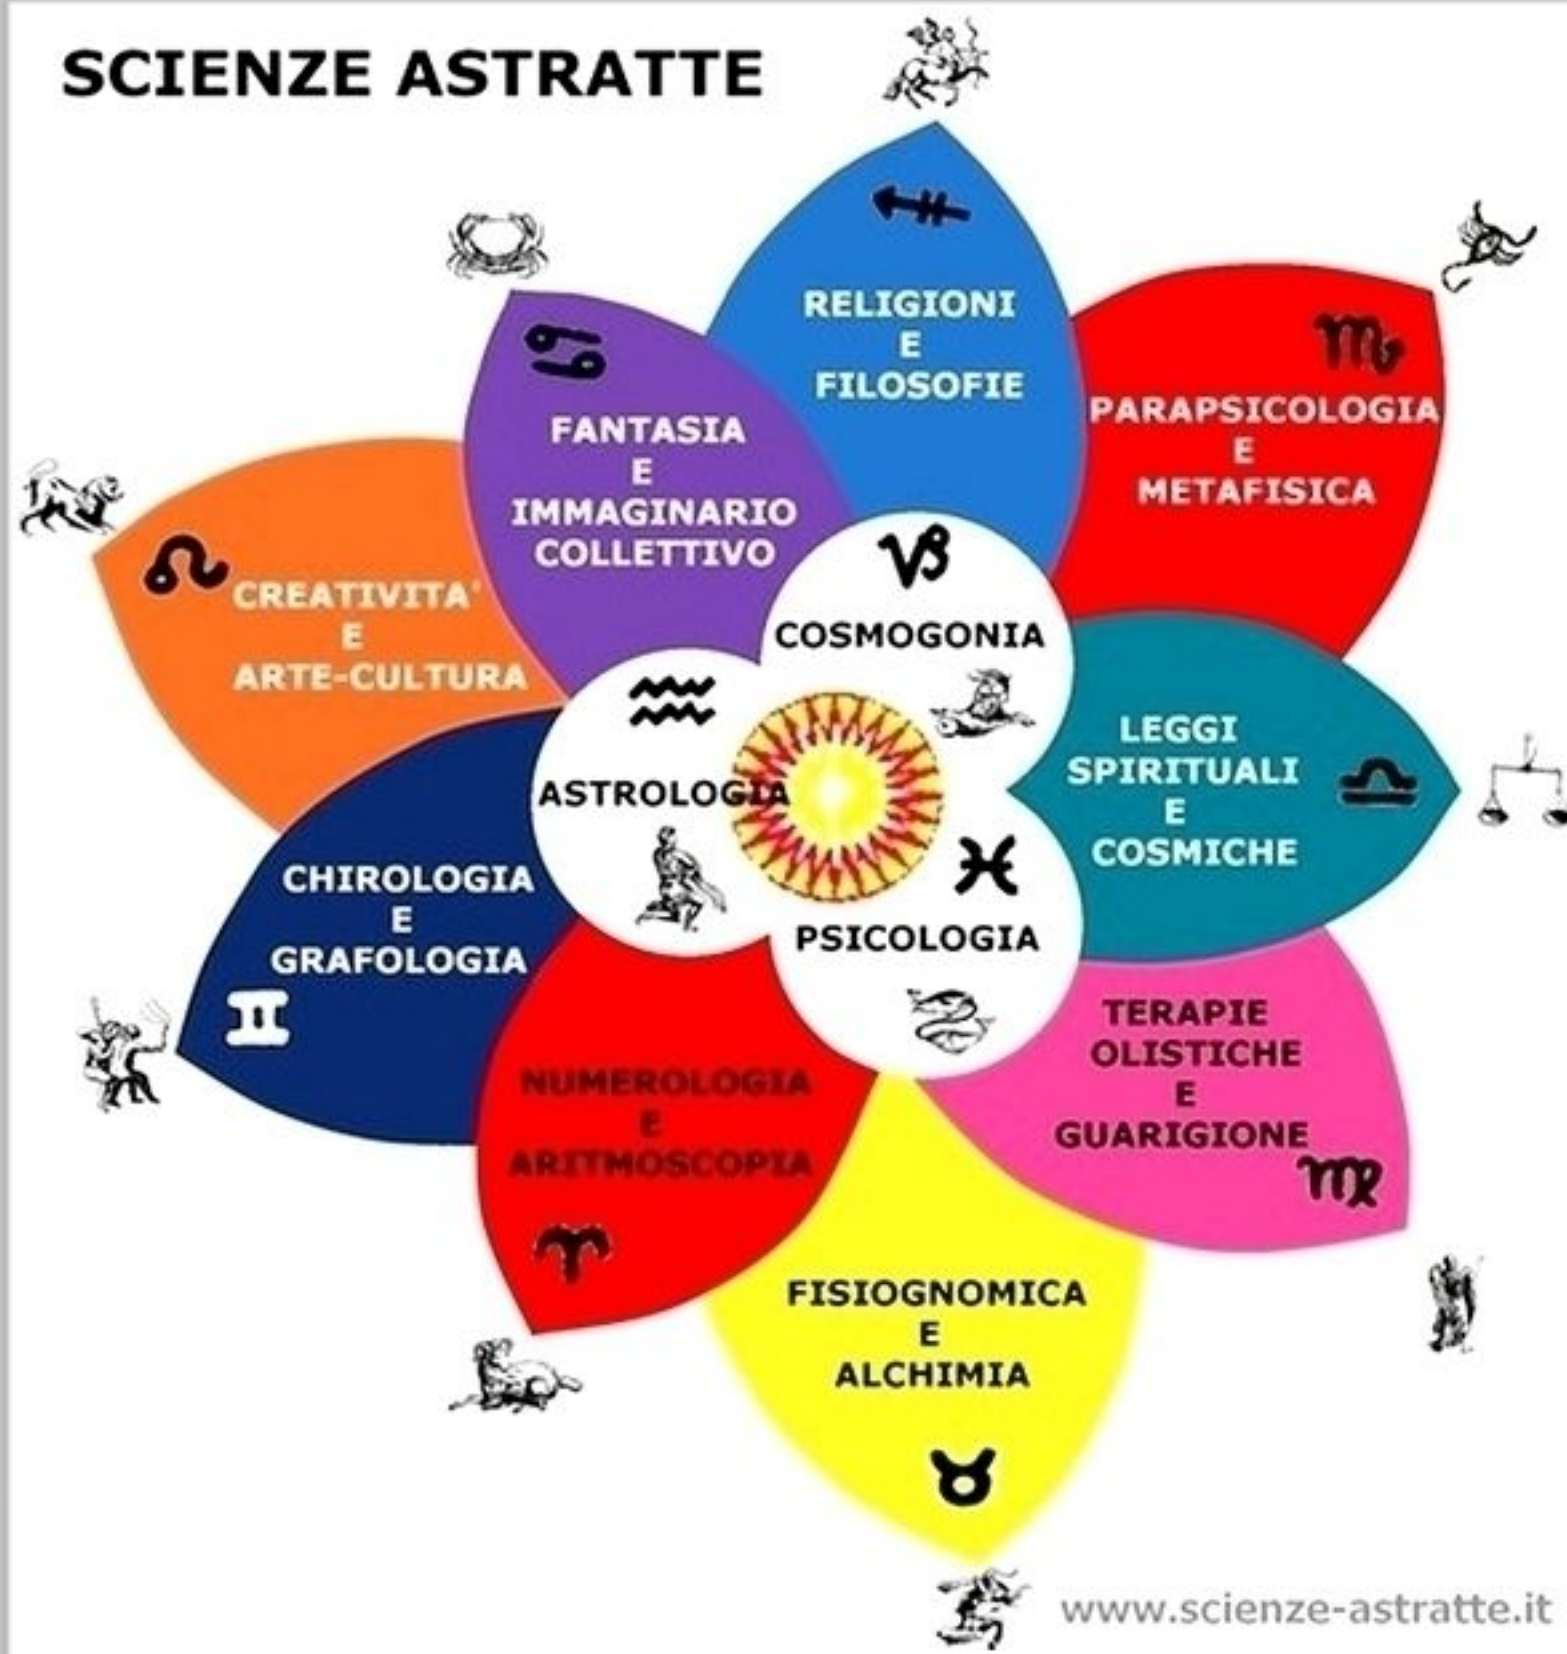 SCIENZE ASTRATTE
RELIGIONI
E
FILOSOFIE
PARAPSICOLOGIA
E
METAFISICA
FANTASIA
E
IMMAGINARIO
COLLETTIVO
CREATIVITA'
E
ARTE-CULTURA
COSMOGONIA
ASTROLOGIA
PSICOLOGIA
LEGGI
SPIRITUALI
E
COSMICHE
CHIROLOGIA
E
GRAFOLOGIA
TERAPIE
OLISTICHE
E
GUARIGIONE
NUMEROLOGIA
E
ARITMOSCOPIA
FISIOGNOMICA
E
ALCHIMIA
www.scienze-astratte.it